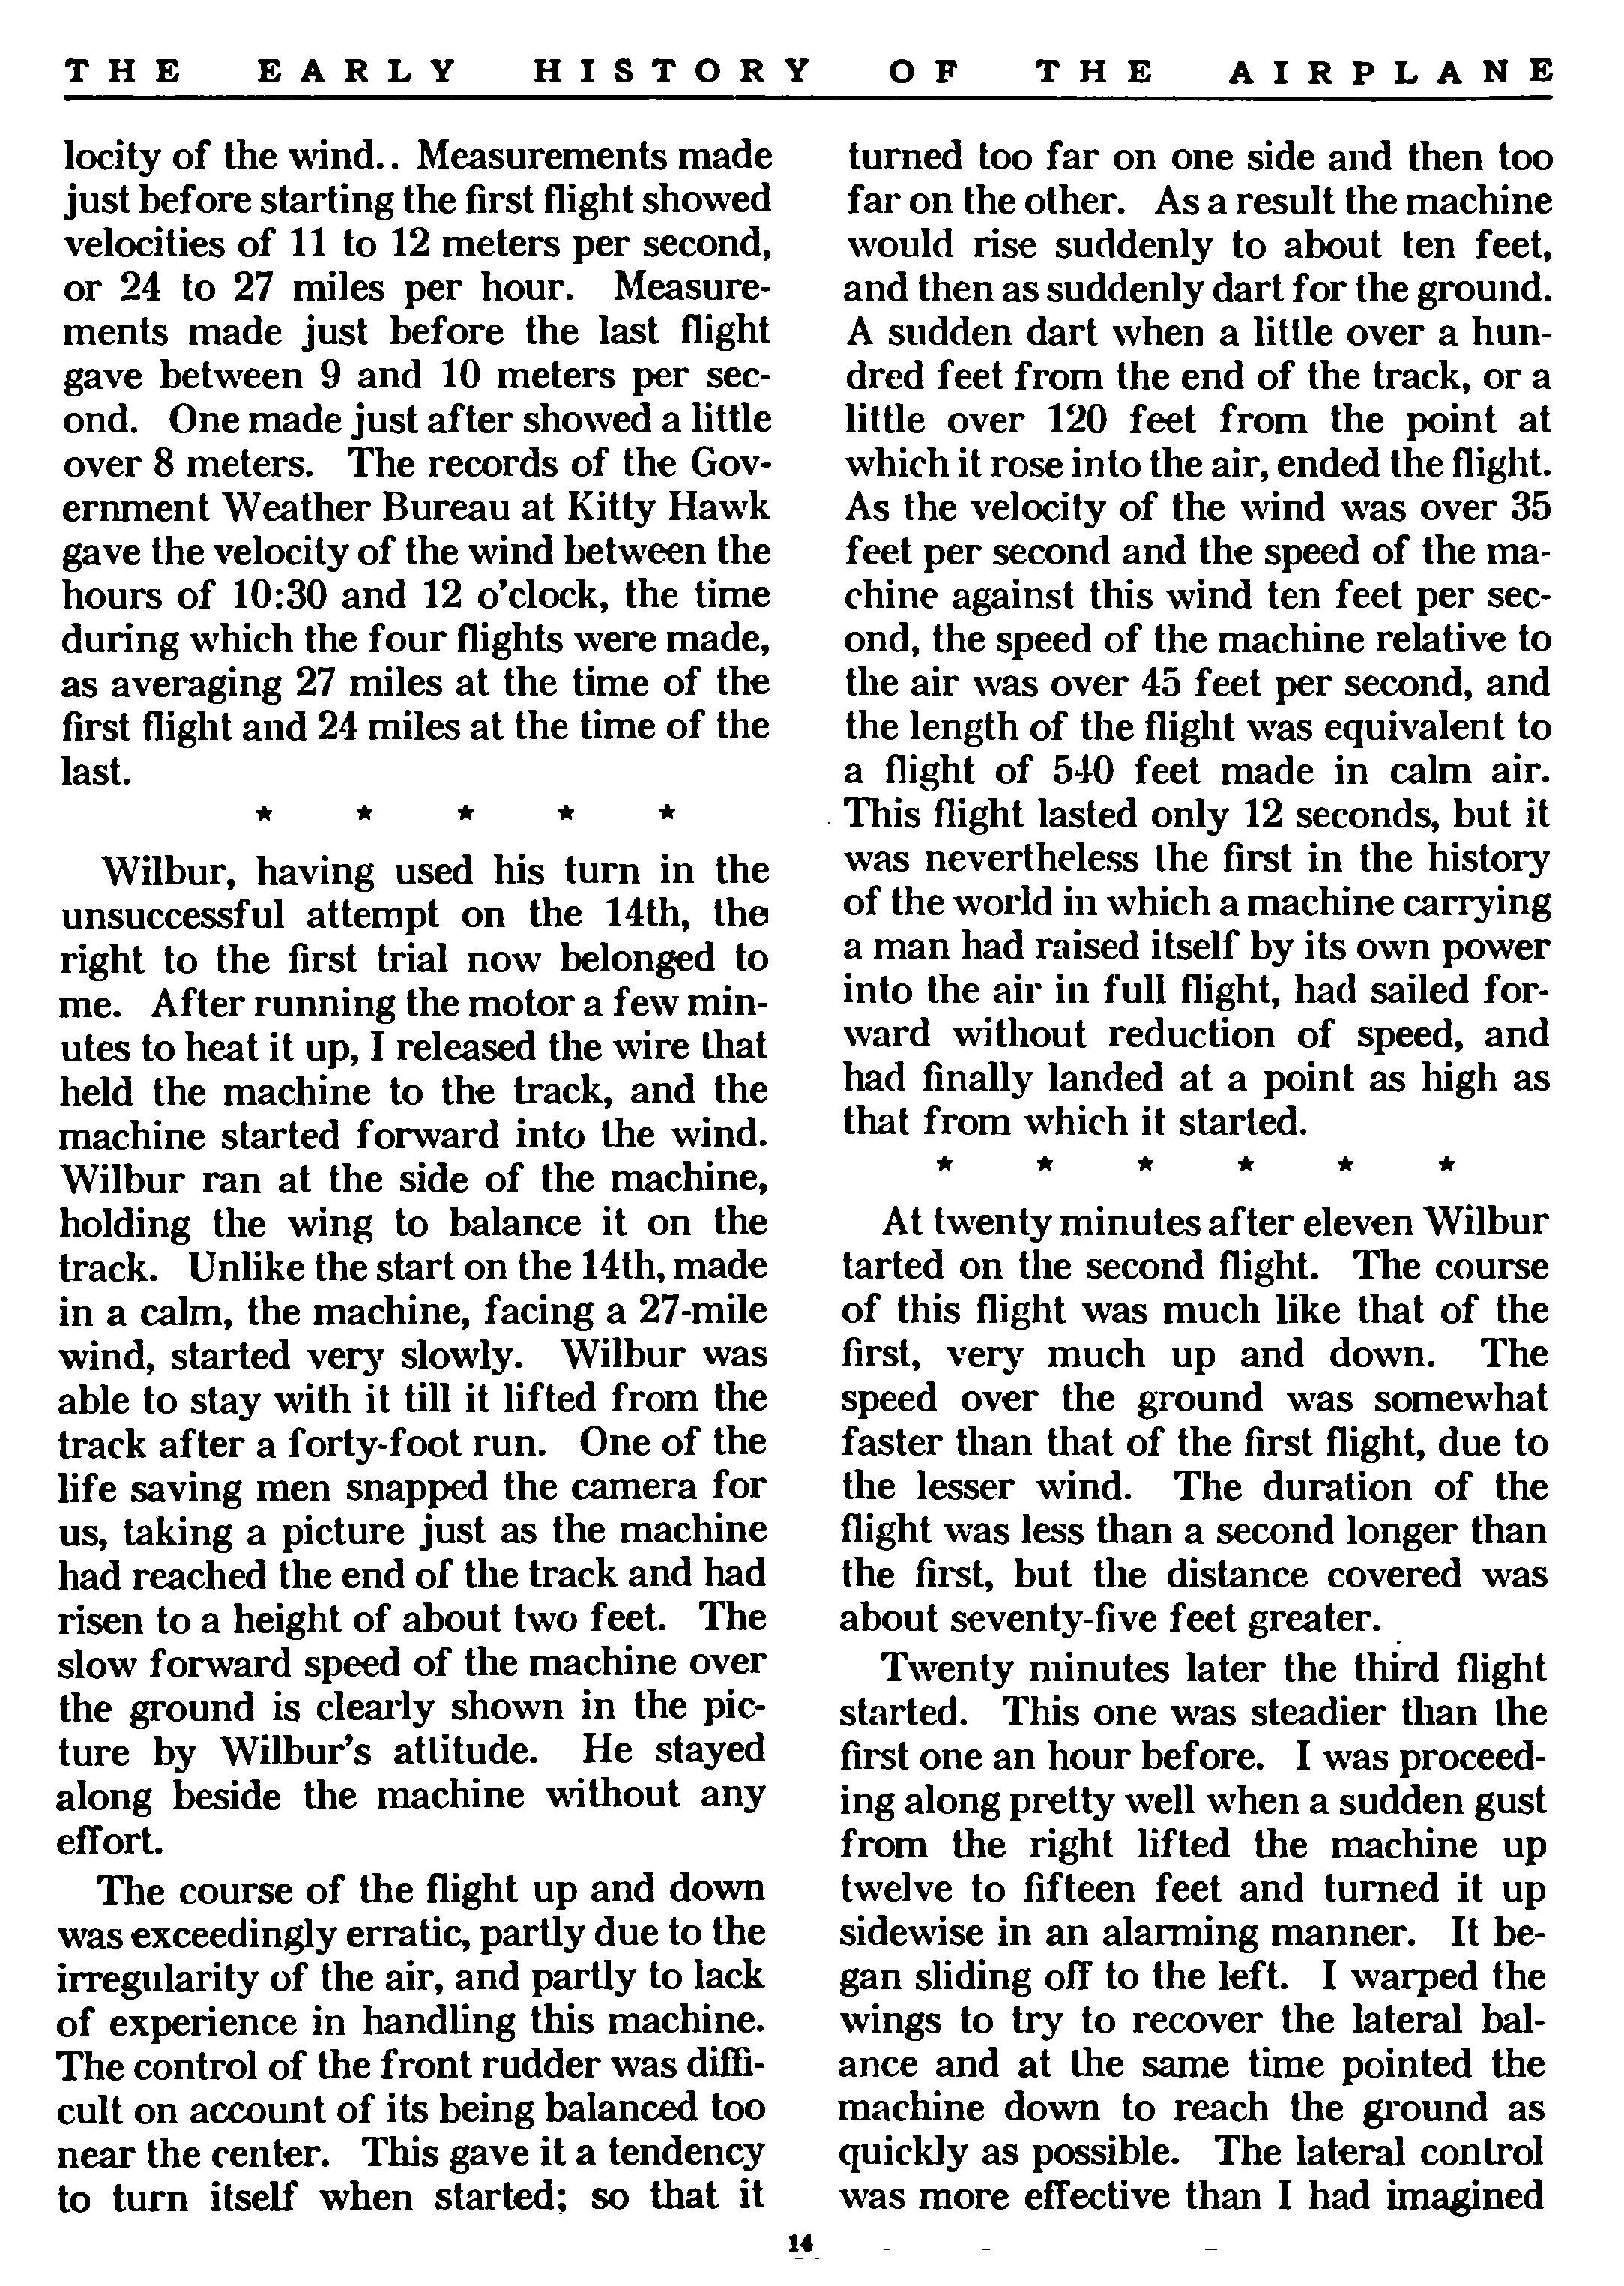 THE EARLY HISTORY OF THE AIRPLANE
locity of the wind.. Measurements made
just before starting the first flight showed
velocities of 11 to 12 meters per second,
or 24 to 27 miles per hour. Measure-
ments made just before the last flight
gave between 9 and 10 meters per sec-
ond. One made just after showed a little
over 8 meters. The records of the Gov-
ernment Weather Bureau at Kitty Hawk
gave the velocity of the wind between the
hours of 10:30 and 12 o'clock, the time
during which the four flights were made,
as averaging 27 miles at the time of the
first flight and 24 miles at the time of the
last.
* * * * *
Wilbur, having used his turn in the
unsuccessful attempt on the 14th, the
right to the first trial now belonged to
me. After running the motor a few min-
utes to heat it up, I released the wire that
held the machine to the track, and the
machine started forward into the wind.
Wilbur ran at the side of the machine,
holding the wing to balance it on the
track. Unlike the start on the 14th, made
in a calm, the machine, facing a 27-mile
wind, started very slowly. Wilbur was
able to stay with it till it lifted from the
track after a forty-foot run. One of the
life saving men snapped the camera for
us, taking a picture just as the machine
had reached the end of the track and had
risen to a height of about two feet. The
slow forward speed of the machine over
the ground is clearly shown in the pic-
ture by Wilbur's attitude. He stayed
along beside the machine without any
effort.
The course of the flight up and down
was exceedingly erratic, partly due to the
irregularity of the air, and partly to lack
of experience in handling this machine.
The control of the front rudder was diffi-
cult on account of its being balanced too
near the center. This gave it a tendency
to turn itself when started; so that it
turned too far on one side and then too
far on the other. As a result the machine
would rise suddenly to about ten feet,
and then as suddenly dart for the ground.
A sudden dart when a little over a hun-
dred feet from the end of the track, or a
little over 120 feet from the point at
which it rose into the air, ended the flight.
As the velocity of the wind was over 35
feet per second and the speed of the ma-
chine against this wind ten feet per sec-
ond, the speed of the machine relative to
the air was over 45 feet per second, and
the length of the flight was equivalent to
a flight of 540 feet made in calm air.
This flight lasted only 12 seconds, but it
was nevertheless the first in the history
of the world in which a machine carrying
a man had raised itself by its own power
into the air in full flight, had sailed for-
ward without reduction of speed, and
had finally landed at a point as high as
that from which it started.
* * * * * *
At twenty minutes after eleven Wilbur
tarted on the second flight. The course
of this flight was much like that of the
first, very much up and down. The
speed over the ground was somewhat
faster than that of the first flight, due to
the lesser wind. The duration of the
flight was less than a second longer than
the first, but the distance covered was
about seventy-five feet greater.
Twenty minutes later the third flight
started. This one was steadier than the
first one an hour before. I was proceed-
ing along pretty well when a sudden gust
from the right lifted the machine up
twelve to fifteen feet and turned it up
sidewise in an alarming manner. It be-
gan sliding off to the left. I warped the
wings to try to recover the lateral bal-
ance and at the same time pointed the
machine down to reach the ground as
quickly as possible. The lateral control
was more effective than I had imagined
14